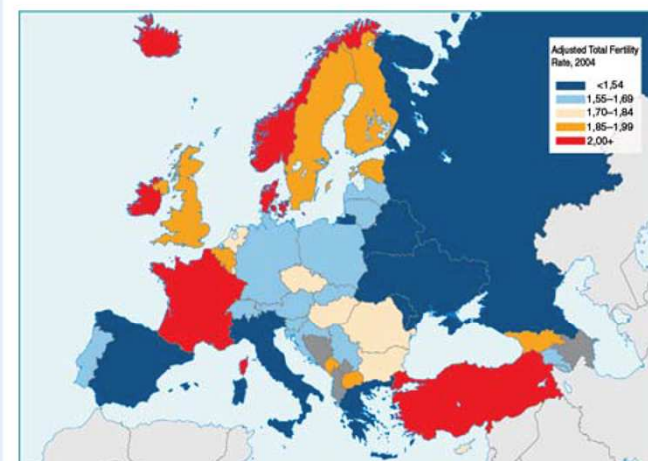 Adjusted Total Fertility
Rate, 2004
<1,54
1,55–1,69
1,70–1,84
1,85–1,99
2,00+